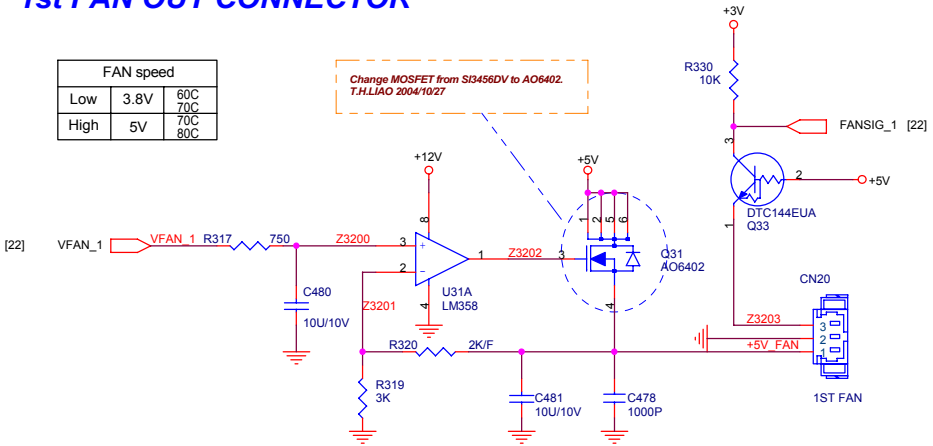 1st FAN OUT CONNECTOR
FAN speed
Low 3.8V 60C 70C
High 5V 70C 80C
Change MOSFET from SI3456DV to AO6402.
T.H.LIAO 2004/10/27
+3V
R330
10K
FANSIG_1 [22]
3
2
+5V
DTC144EUA
Q33
1
+12V
+5V
8
1
2
5
6
[22] VFAN_1
VFAN_1 R317 750
Z3200
3
+
2
-
1
Z3202
3
Q31
AO6402
U31A
LM358
4
4
C480
10U/10V
Z3201
CN20
Z3203
+5V_FAN
3
2
1
1ST FAN
R320 2K/F
R319
3K
C481
10U/10V
C478
1000P